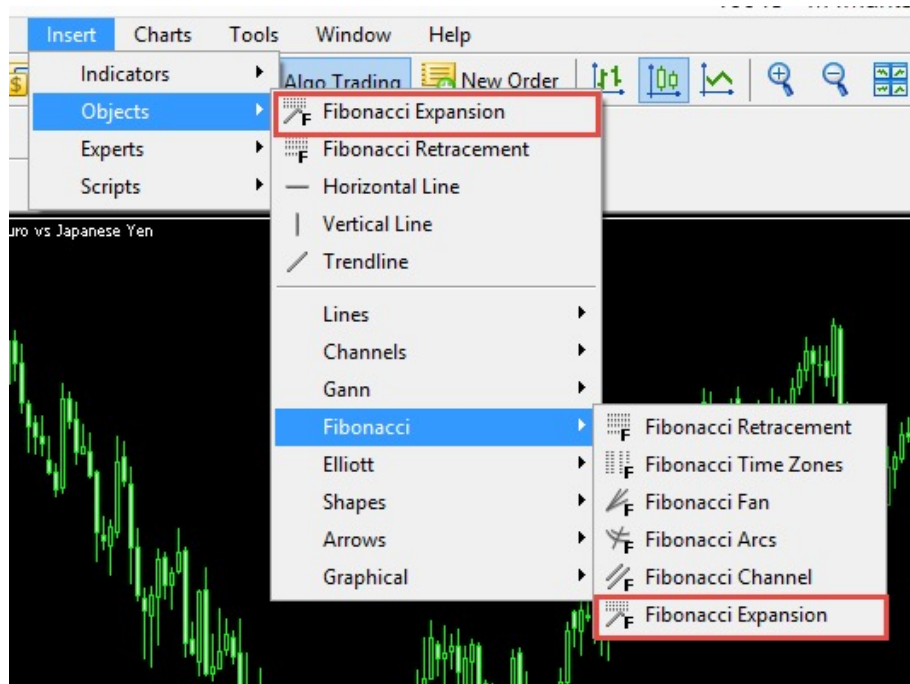 Insert Charts Tools Window Help
Indicators Algo Trading New Order
Objects Fibonacci Expansion
Experts Fibonacci Retracement
Scripts Horizontal Line
Vertical Line
uro vs Japanese Yen
Trendline
Lines
Channels
Gann
Fibonacci Fibonacci Retracement
Elliott Fibonacci Time Zones
Shapes Fibonacci Fan
Arrows Fibonacci Arcs
Graphical Fibonacci Channel
Fibonacci Expansion